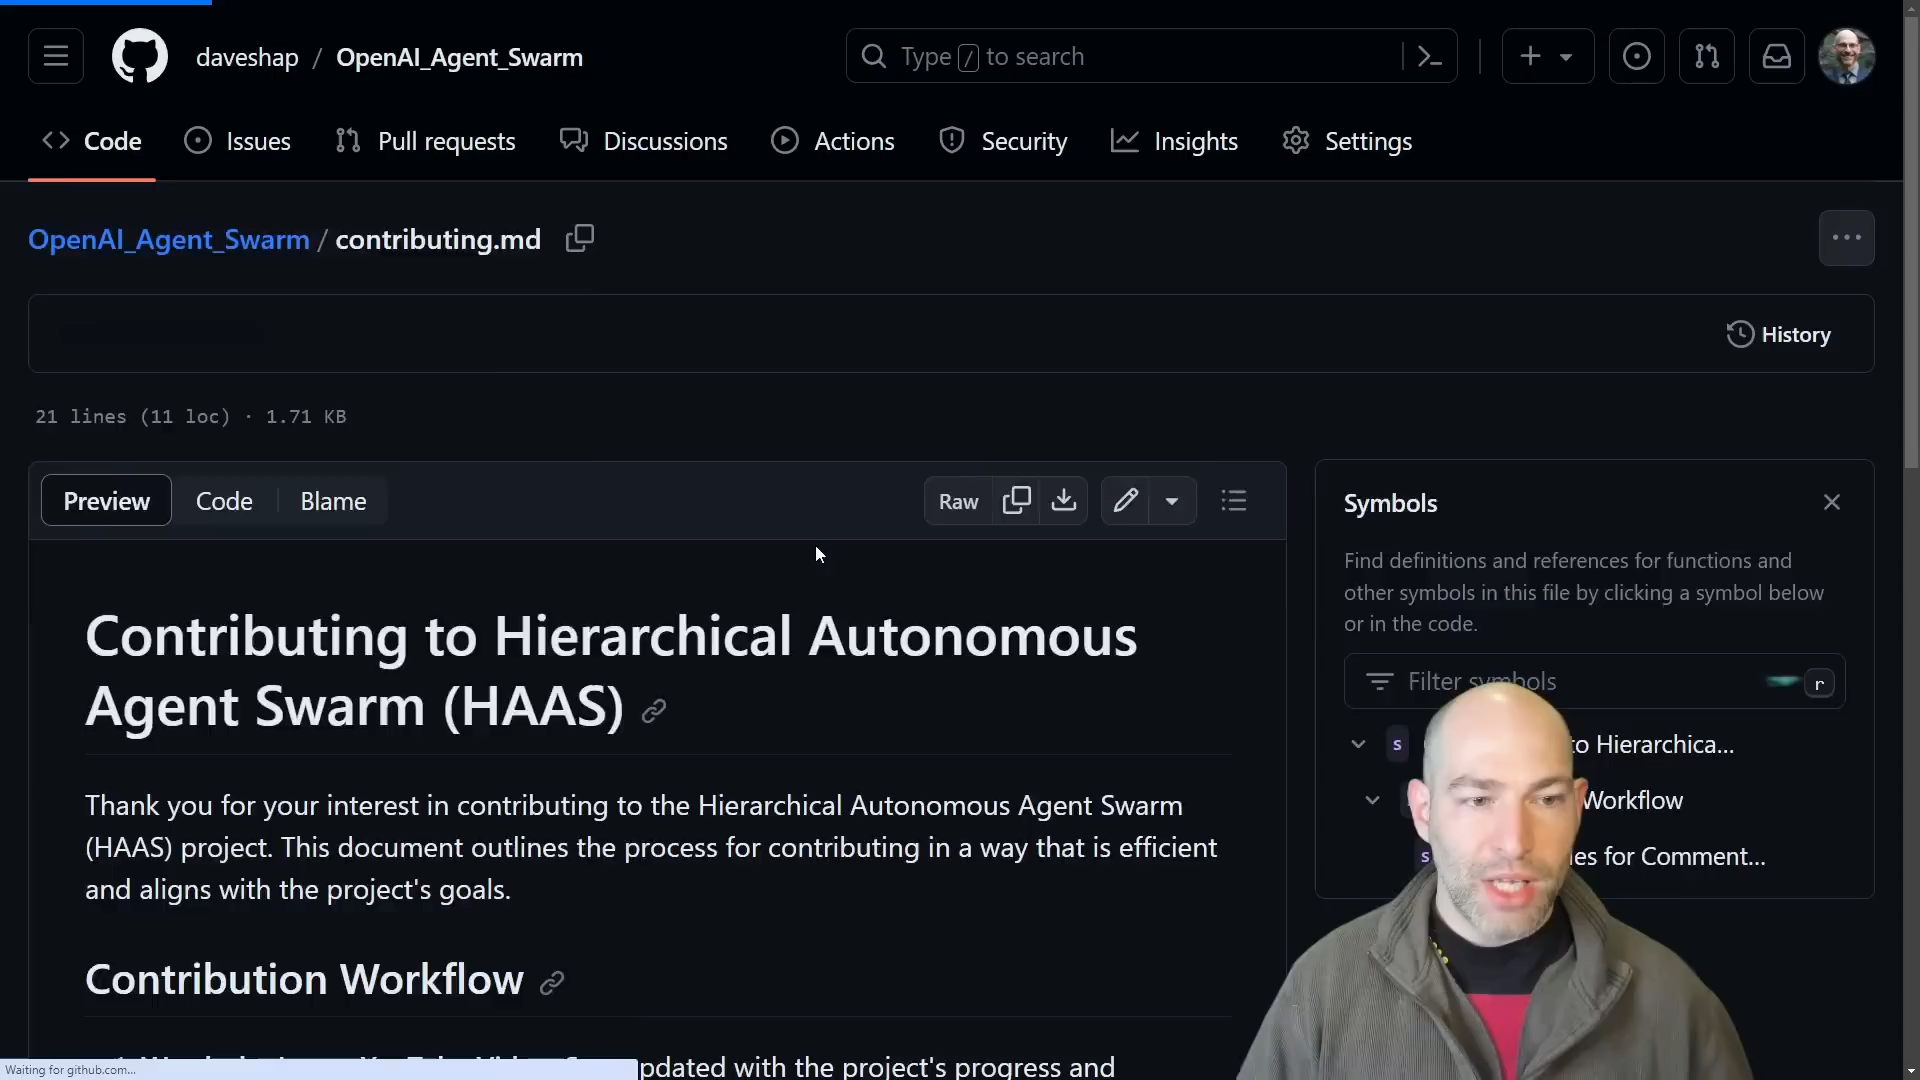 daveshap / OpenAI_Agent_Swarm
Type / to search
Code
Issues
Pull requests
Discussions
Actions
Security
Insights
Settings
OpenAI_Agent_Swarm / contributing.md
History
21 lines (11 loc) · 1.71 KB
Preview
Code
Blame
Raw
Symbols
Find definitions and references for functions and
other symbols in this file by clicking a symbol below
or in the code.
Filter symbols
r
S to Hierarchica...
Workflow
S es for Comment...
Contributing to Hierarchical Autonomous
Agent Swarm (HAAS)
Thank you for your interest in contributing to the Hierarchical Autonomous Agent Swarm
(HAAS) project. This document outlines the process for contributing in a way that is efficient
and aligns with the project's goals.
Contribution Workflow
pdated with the project's progress and
Waiting for github.com...